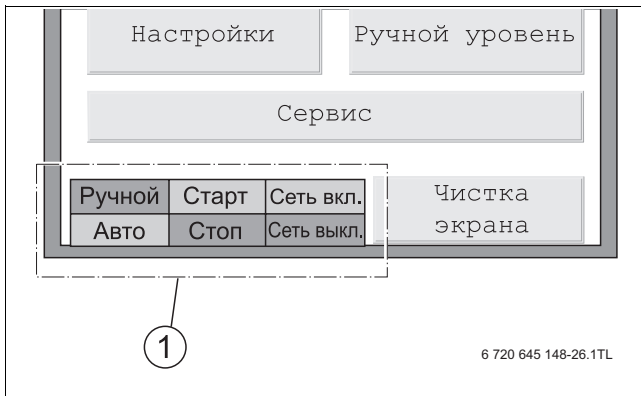 Настройки Ручной уровень
Сервис
Ручной Старт Сеть вкл. Чистка
Авто Стоп Сеть выкл. экрана
1
6 720 645 148-26.1TL